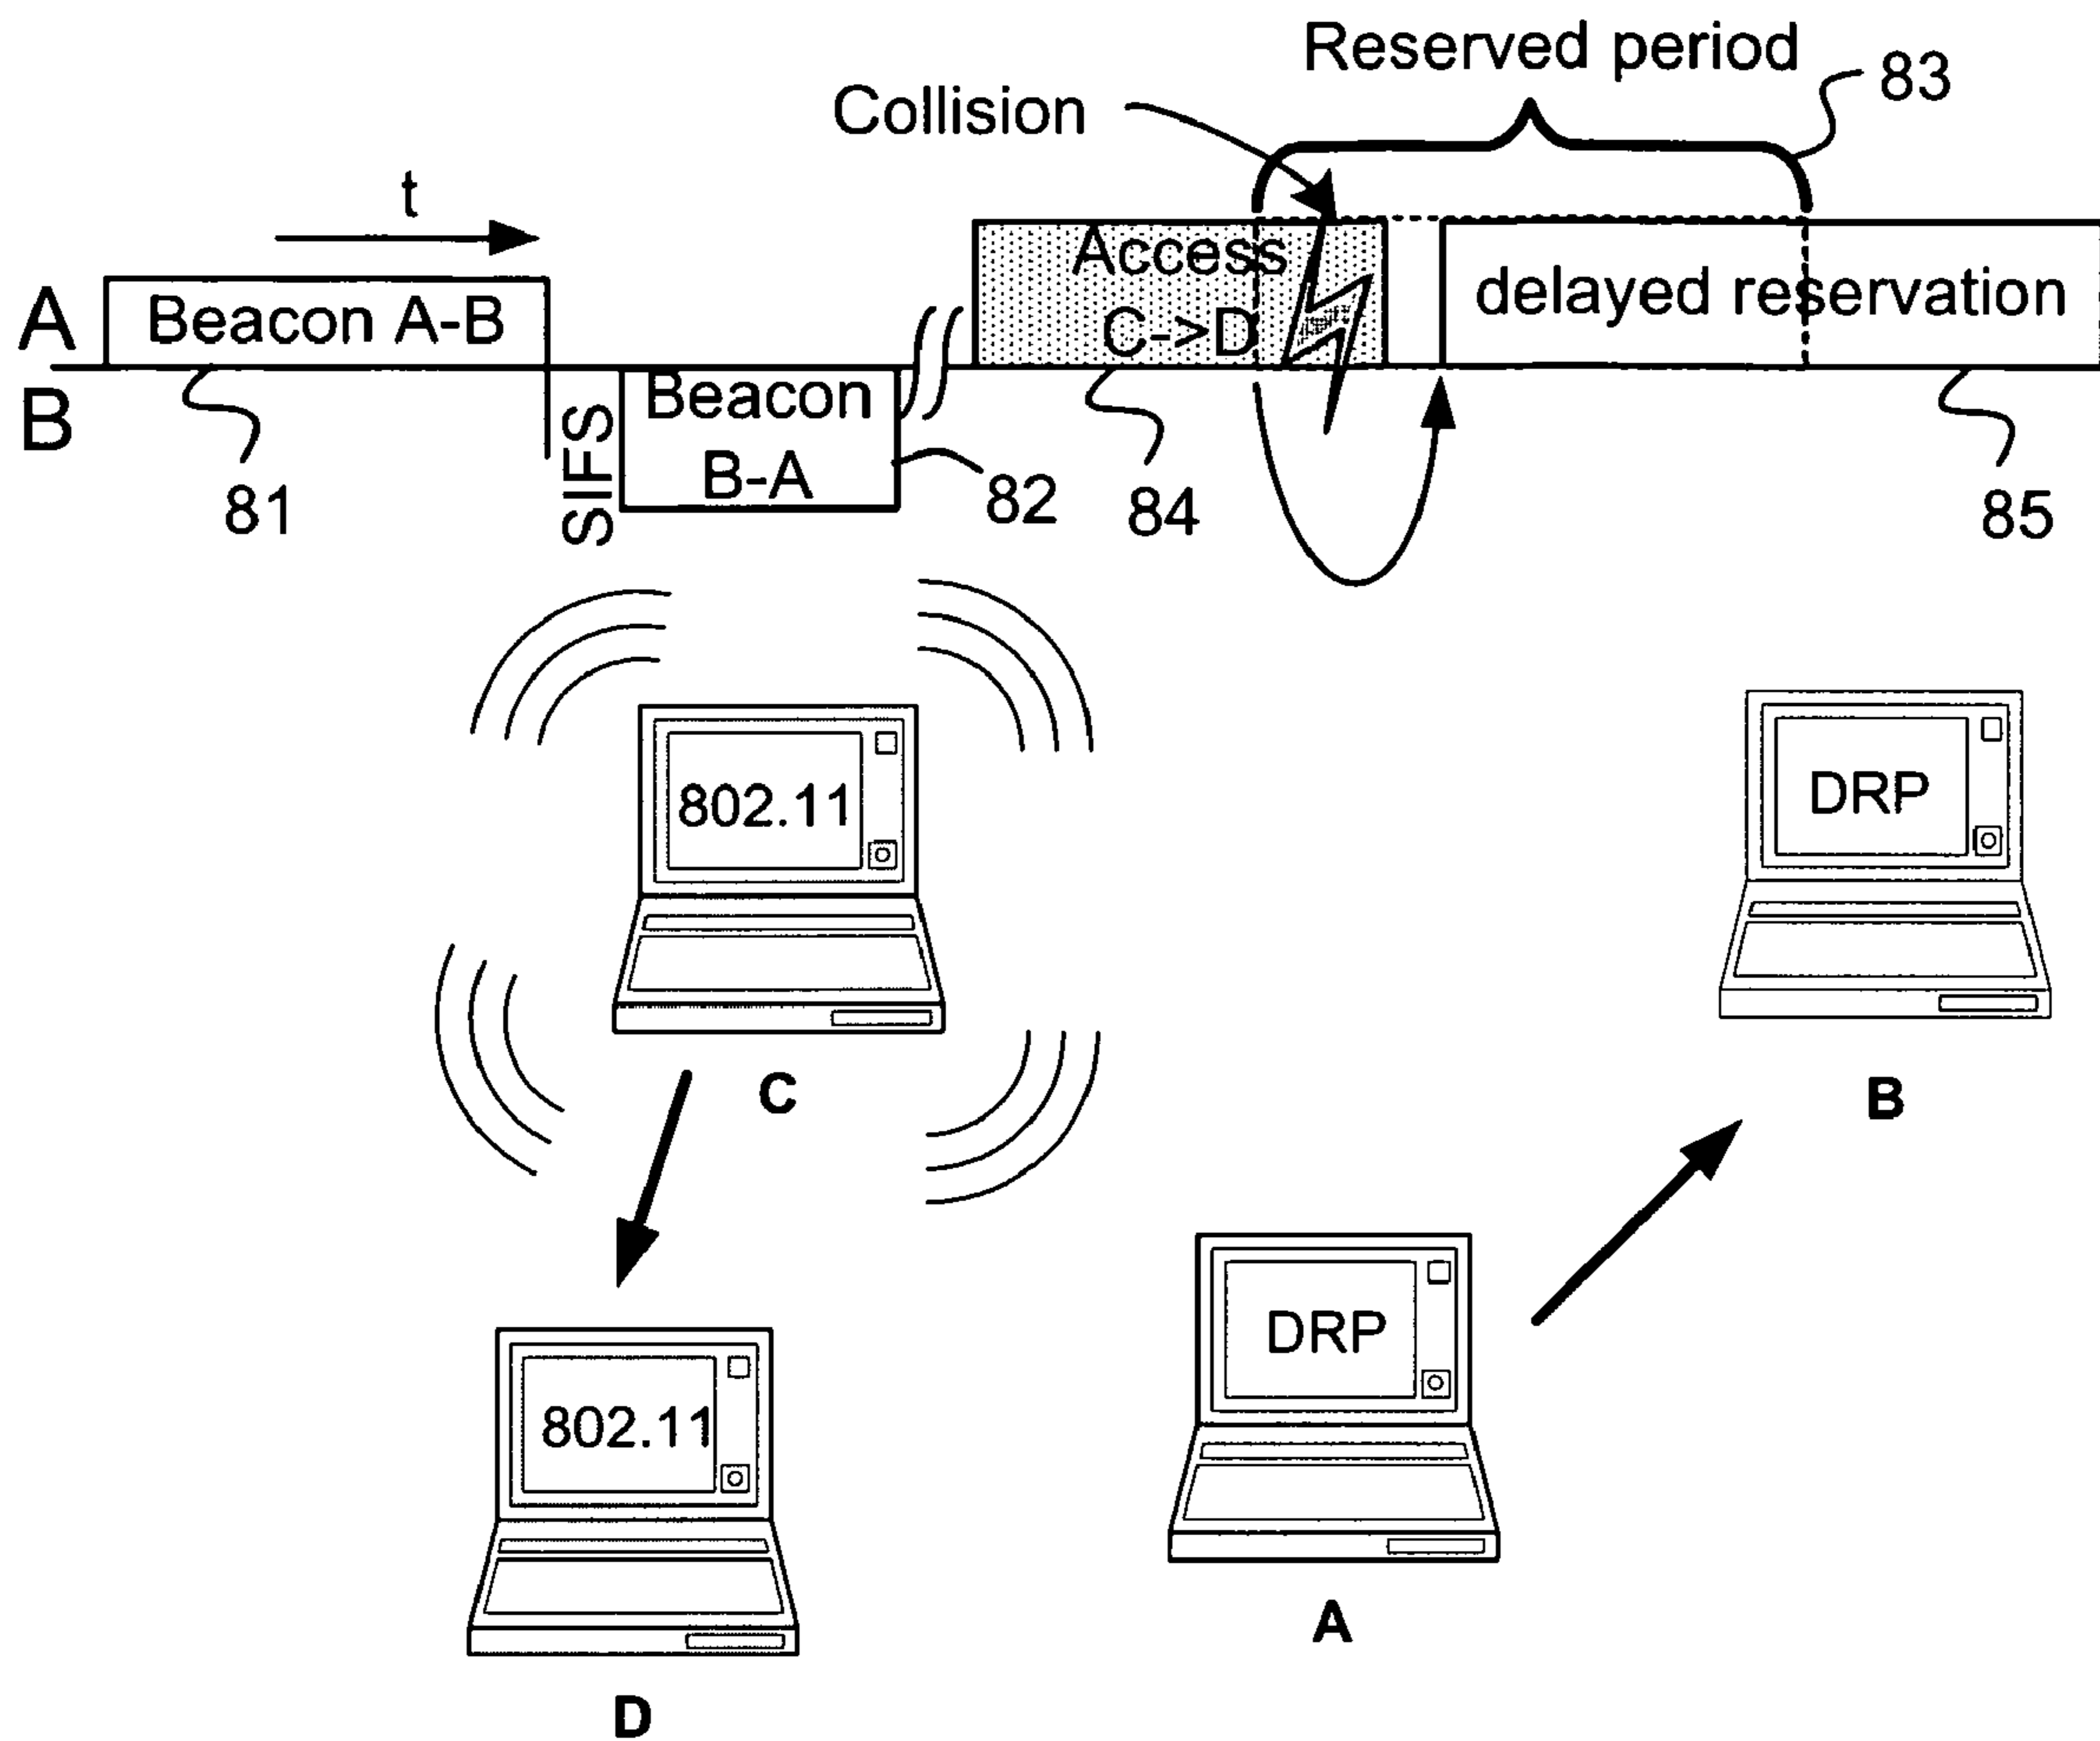 Reserved period
83
Collision
t
A
Beacon A-B
Access
C->D
delayed reservation
B
SIFS
Beacon
B-A
81
82
84
85
802.11
DRP
C
B
802.11
DRP
A
D